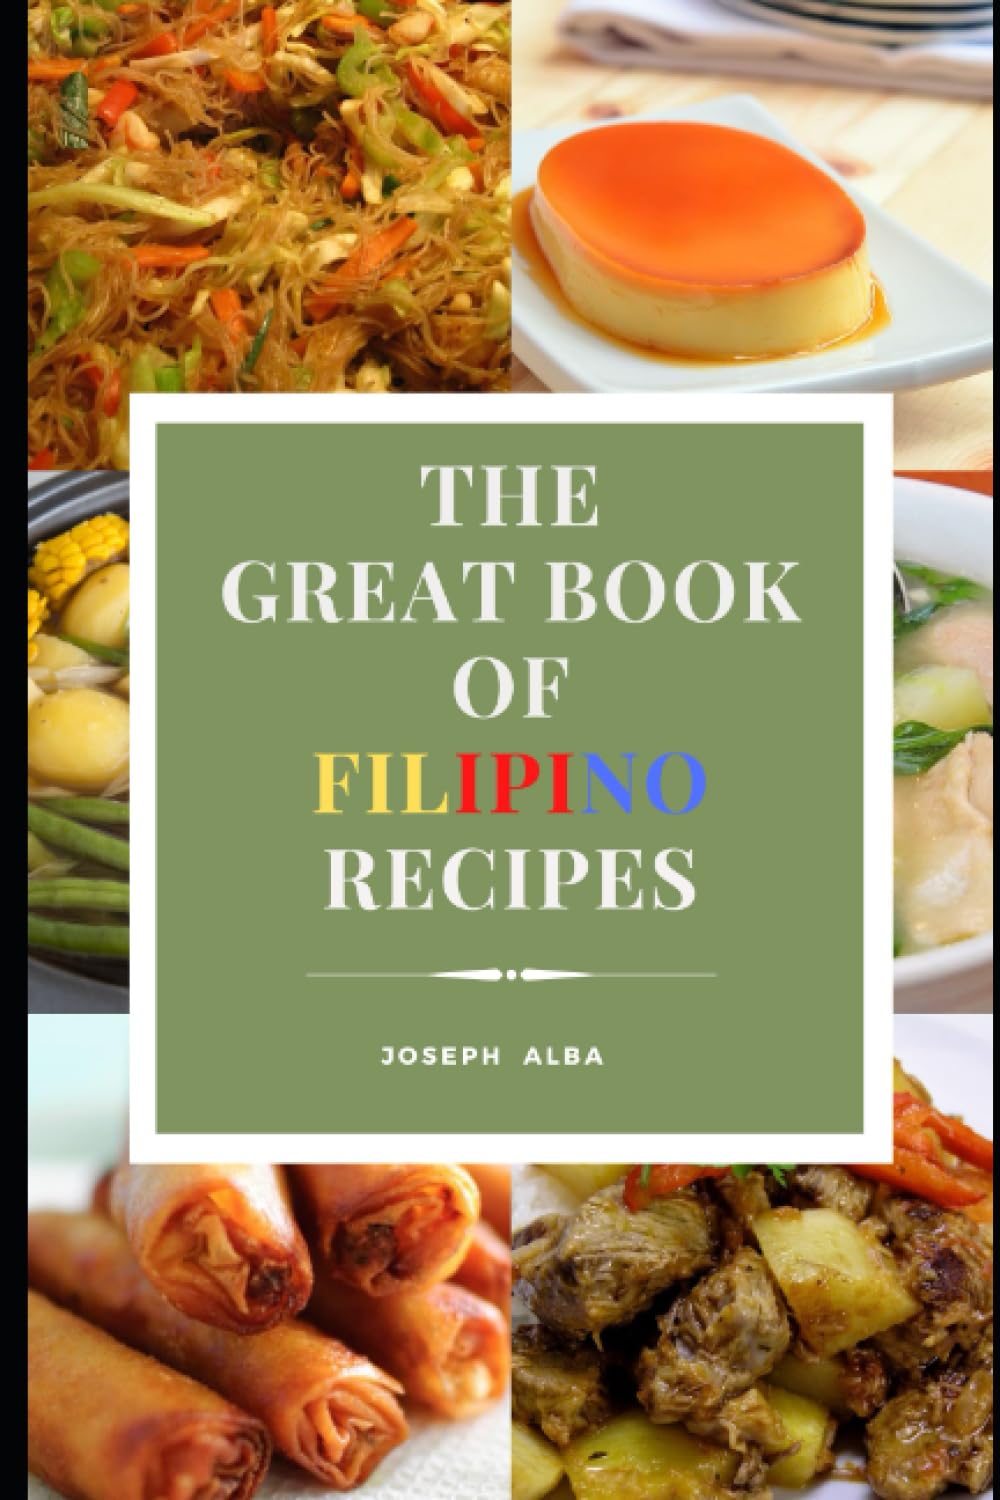 THE
GREAT BOOK
OF
FILIPINO
RECIPES
JOSEPH ALBA